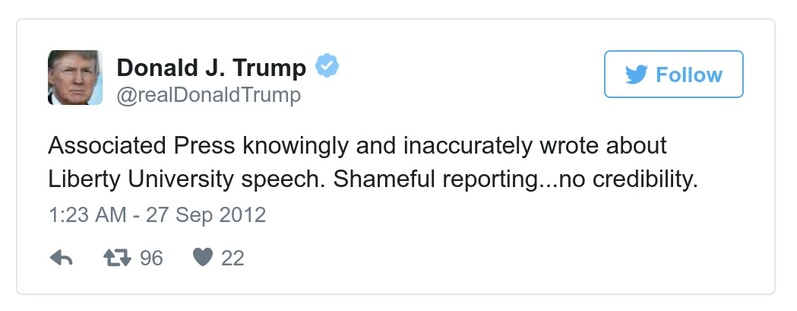 Donald J. Trump
@realDonaldTrump
Follow
Associated Press knowingly and inaccurately wrote about
Liberty University speech. Shameful reporting...no credibility.
1:23 AM - 27 Sep 2012
96 22